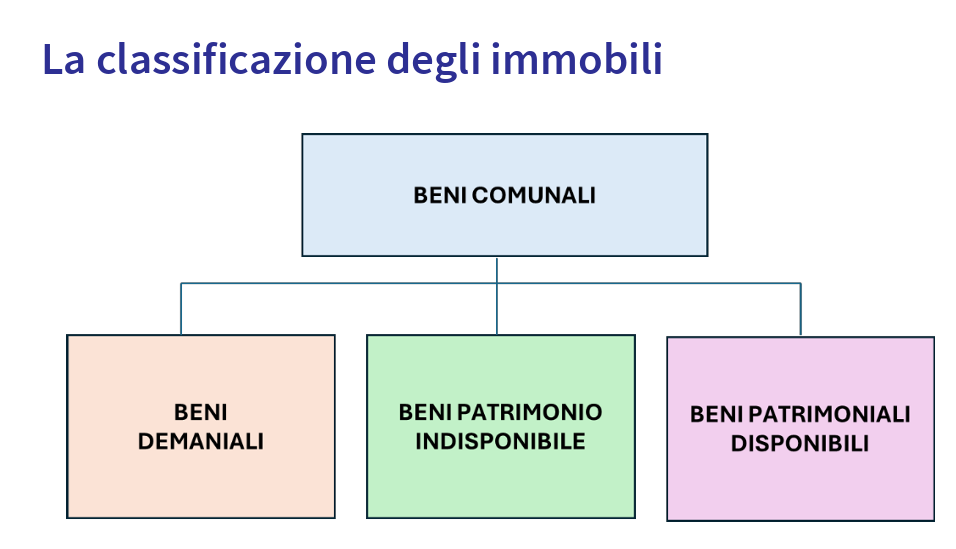 La classificazione degli immobili
BENI COMUNALI
BENI
DEMANIALI
BENI PATRIMONIO
INDISPONIBILE
BENI PATRIMONIALI
DISPONIBILI